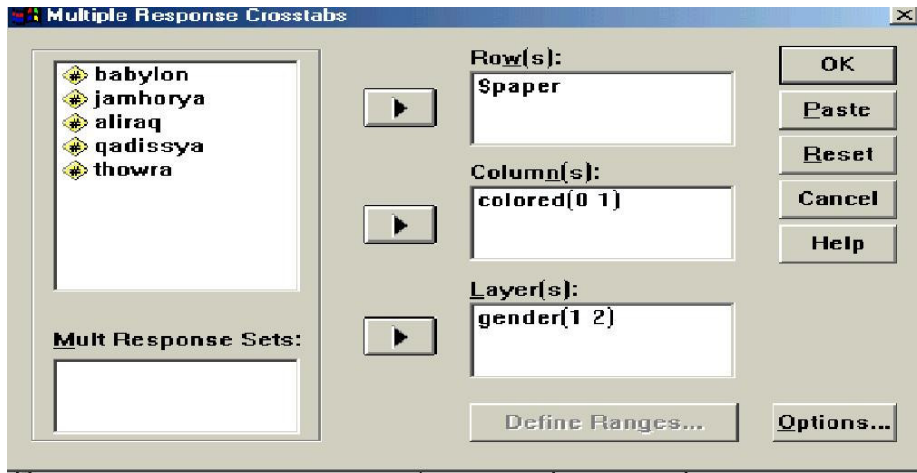 Multiple Response Crosstabs
babylon
jamhorya
aliraq
qadissya
thowra
Mult Response Sets:
Row(s):
$paper
Column(s):
colored(0 1)
Layer(s):
gender(1 2)
Define Ranges...
OK
Paste
Reset
Cancel
Help
Options...